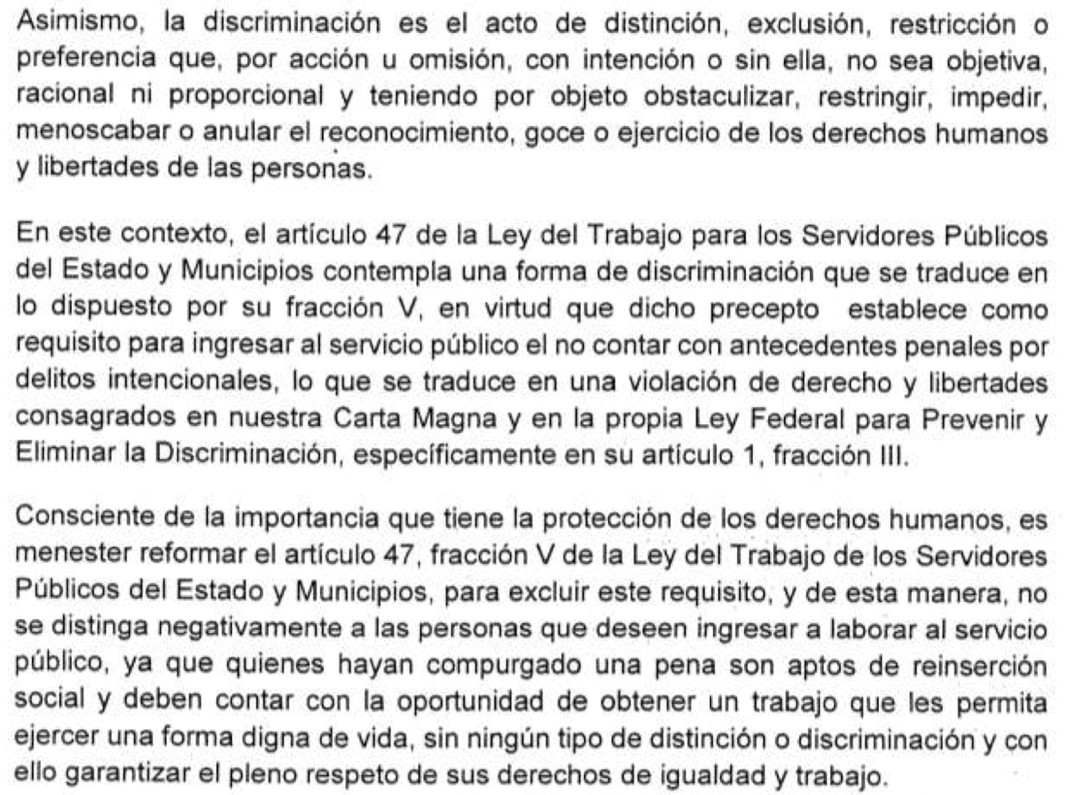 Asimismo, la discriminación es el acto de distinción, exclusión, restricción o
preferencia que, por acción u omisión, con intención o sin ella, no sea objetiva,
racional ni proporcional y teniendo por objeto obstaculizar, restringir, impedir,
menoscabar o anular el reconocimiento, goce o ejercicio de los derechos humanos
y libertades de las personas.
En este contexto, el artículo 47 de la Ley del Trabajo para los Servidores Públicos
del Estado y Municipios contempla una forma de discriminación que se traduce en
lo dispuesto por su fracción V, en virtud que dicho precepto establece como
requisito para ingresar al servicio público el no contar con antecedentes penales por
delitos intencionales, lo que se traduce en una violación de derecho y libertades
consagrados en nuestra Carta Magna y en la propia Ley Federal para Prevenir y
Eliminar la Discriminación, específicamente en su artículo 1, fracción III.
Consciente de la importancia que tiene la protección de los derechos humanos, es
menester reformar el artículo 47, fracción V de la Ley del Trabajo de los Servidores
Públicos del Estado y Municipios, para excluir este requisito, y de esta manera, no
se distinga negativamente a las personas que deseen ingresar a laborar al servicio
público, ya que quienes hayan compurgado una pena son aptos de reinserción
social y deben contar con la oportunidad de obtener un trabajo que les permita
ejercer una forma digna de vida, sin ningún tipo de distinción o discriminación y con
ello garantizar el pleno respeto de sus derechos de igualdad y trabajo.